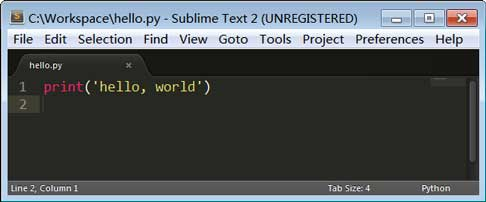 C:\Workspace\hello.py - Sublime Text 2 (UNREGISTERED)
File Edit Selection Find View Goto Tools Project Preferences Help
hello.py ×
1 print('hello, world')
2
Line 2, Column 1 Tab Size: 4 Python